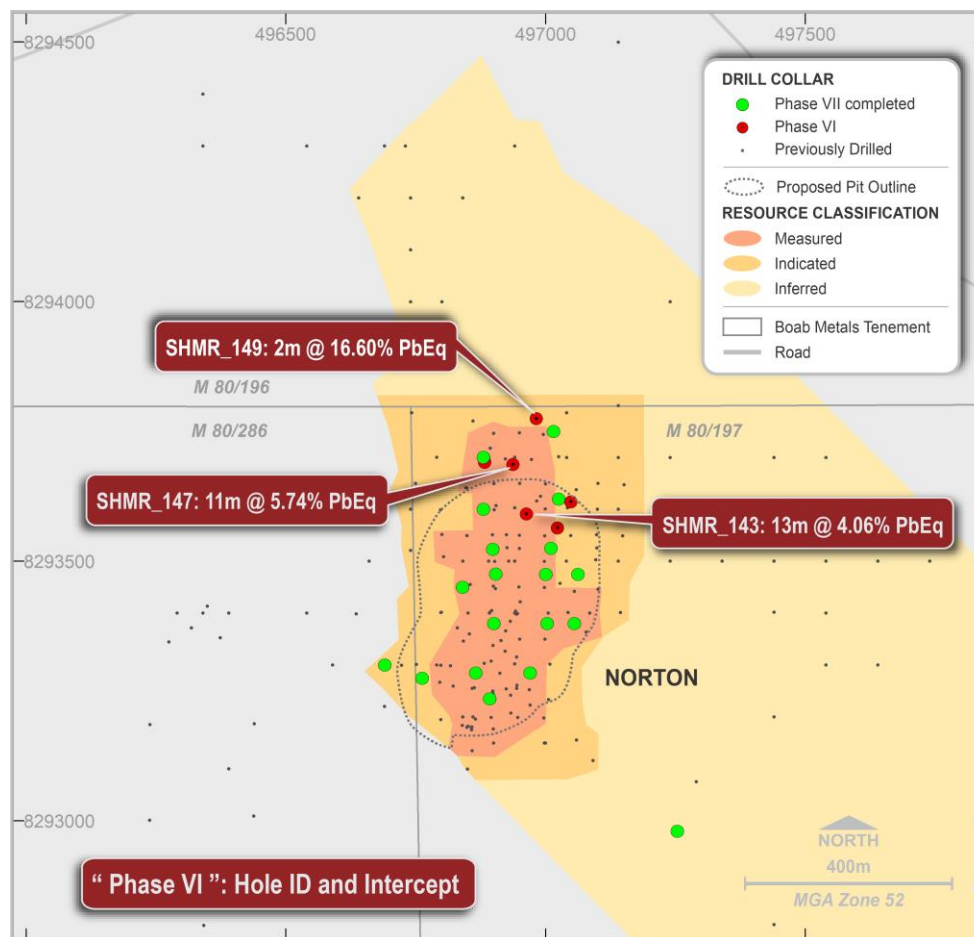 496500 497000 497500
8294500
DRILL COLLAR
Phase VII completed
Phase VI
Previously Drilled
Proposed Pit Outline
RESOURCE CLASSIFICATION
Measured
Indicated
Inferred
Boab Metals Tenement
Road
8294000
SHMR_149: 2m @ 16.60% PbEq
M 80/196
M 80/286
M 80/197
SHMR_147: 11m @ 5.74% PbEq
SHMR_143: 13m @ 4.06% PbEq
8293500
NORTON
8293000
NORTH
400m
MGA Zone 52
“ Phase VI ”: Hole ID and Intercept